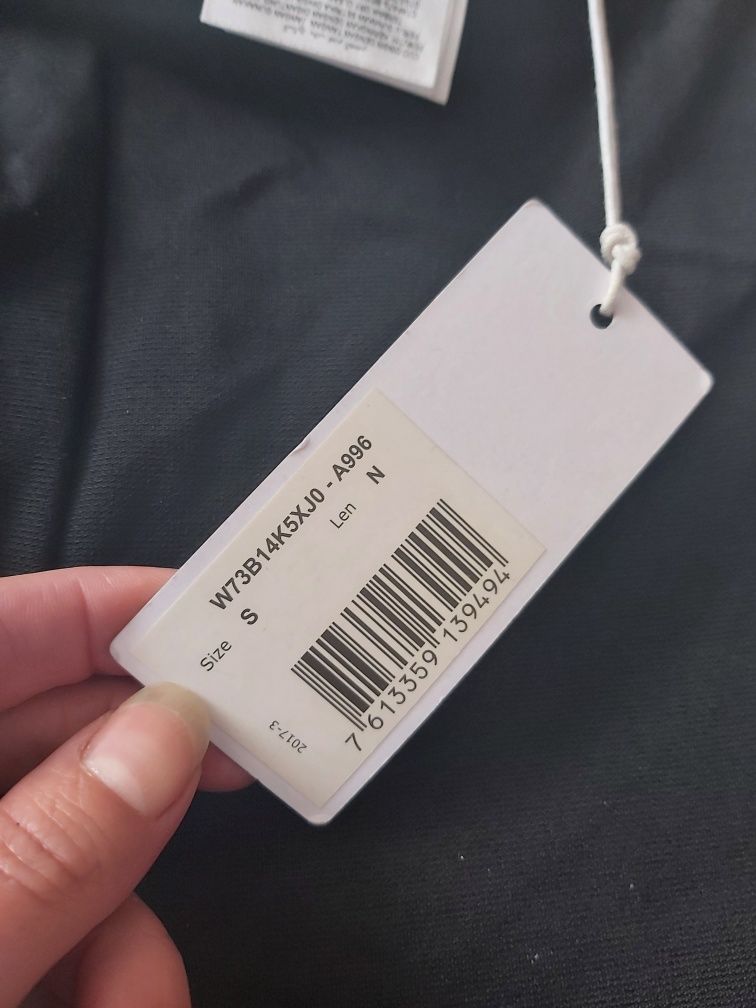 W73B14K5XJ0 - A996
Size S Len N
7 613359 139494
2017-3